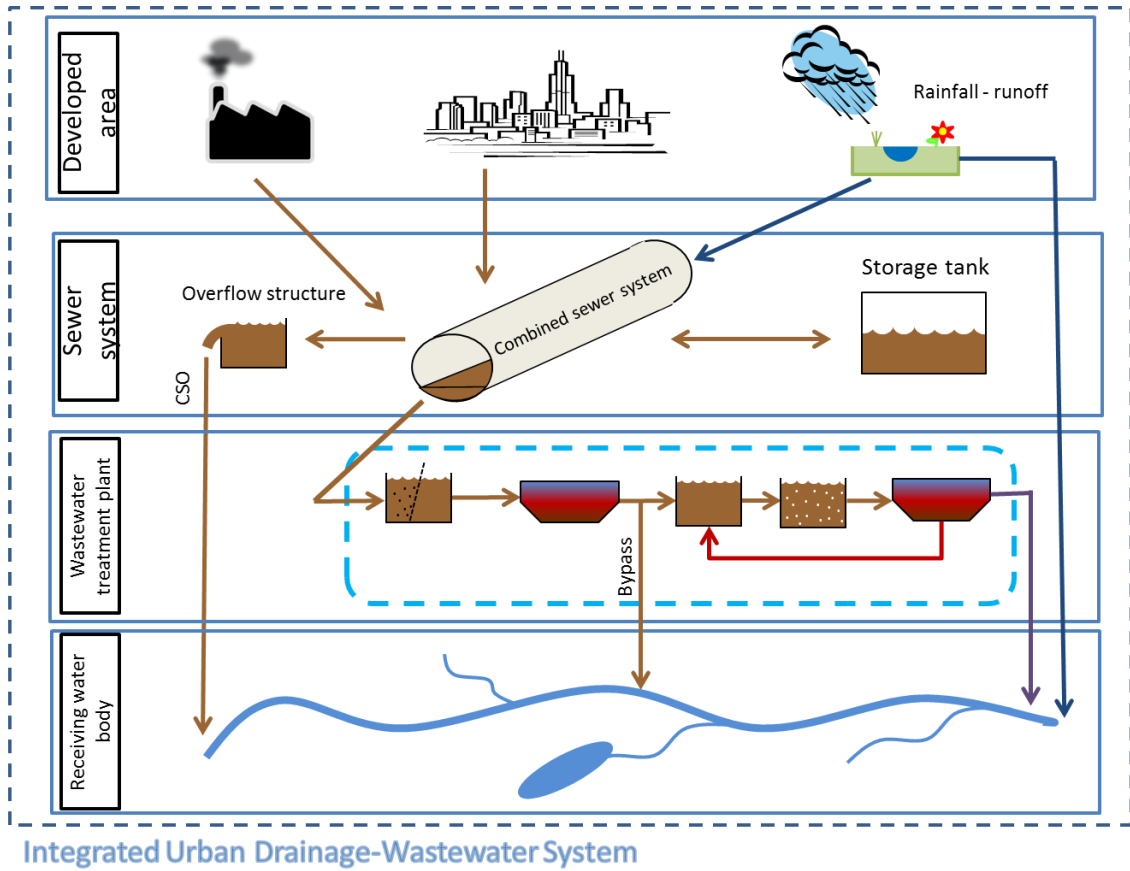 Developed
area
Rainfall - runoff
Sewer
system
Overflow structure
Combined sewer system
Storage tank
CSO
Wastewater
treatment plant
Bypass
Receiving water
body
Integrated Urban Drainage-Wastewater System